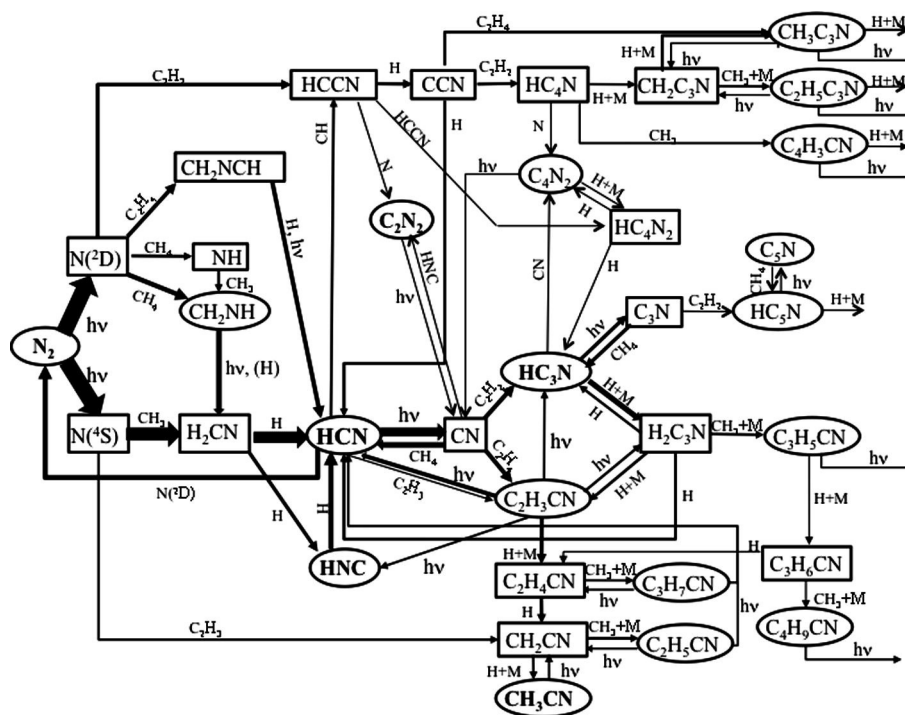 C₂H₄
CH₃C₃N
H+M
hν
H+M
hν
C₂H₂
HCCN
H
CCN
C₂H₂
HC₄N
H+M
CH₂C₃N
CH₃+M
hν
C₂H₅C₃N
H+M
hν
CH
HCCN
H
N
CH₃
C₄H₃CN
H+M
hν
CH₂NCH
C₂H₄
N
hν
C₄N₂
H+M
H
H, hν
C₂N₂
HC₄N₂
N(²D)
CH₄
NH
CH₃
CH₄
CH₂NH
HNC
hν
CN
H
C₅N
CH₄
hν
C₃N
C₂H₂
HC₅N
H+M
hν
N₂
hν
hν, (H)
CH₄
HC₃N
C₂H₂
H+M
H
N(⁴S)
CH₃
H₂CN
H
HCN
hν
CN
CH₄
H₂C₃N
CH₃+M
C₃H₅CN
hν
hν
C₂H₃
hν
hν
H+M
N(²D)
C₂H₃CN
H
H+M
H
H
HNC
hν
H+M
H
C₃H₆CN
C₂H₄CN
CH₃+M
hν
C₃H₇CN
hν
CH₃+M
H
C₂H₃
CH₂CN
CH₃+M
hν
C₂H₅CN
C₄H₉CN
hν
H+M
hν
CH₃CN